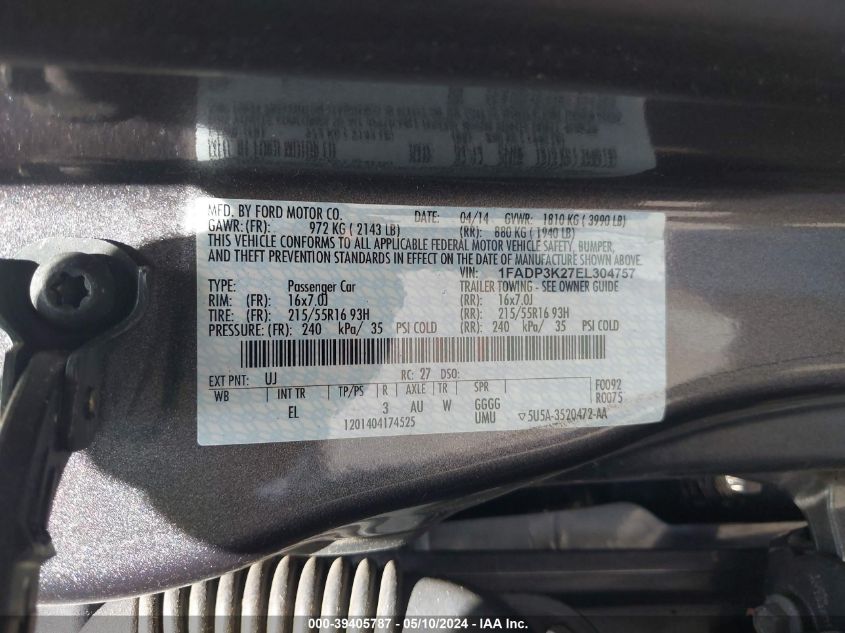 MFD. BY FORD MOTOR CO. DATE: 04/14 GVWR: 1810 KG ( 3990 LB)
GAWR: (FR): 972 KG ( 2143 LB) (RR): 880 KG ( 1940 LB)
THIS VEHICLE CONFORMS TO ALL APPLICABLE FEDERAL MOTOR VEHICLE SAFETY, BUMPER,
AND THEFT PREVENTION STANDARDS IN EFFECT ON THE DATE OF MANUFACTURE SHOWN ABOVE.
VIN: 1FADP3K27EL304757
TYPE: Passenger Car TRAILER TOWING - SEE OWNER GUIDE
RIM: (FR) 16x7.0J (RR): 16x7.0J
TIRE: (FR) 215/55R16 93H (RR): 215/55R16 93H
PRESSURE: (FR) 240 kPa/ 35 PSI COLD (RR): 240 kPa/ 35 PSI COLD
EXT PNT: UJ RC: 27 DSO:
WB INT TR TP/PS R AXLE TR SPR F0092
EL 3 AU W GGGG R0075
1201404174525 UMU 5U5A-3520472-AA
000-39405787 - 05/10/2024 - IAA Inc.